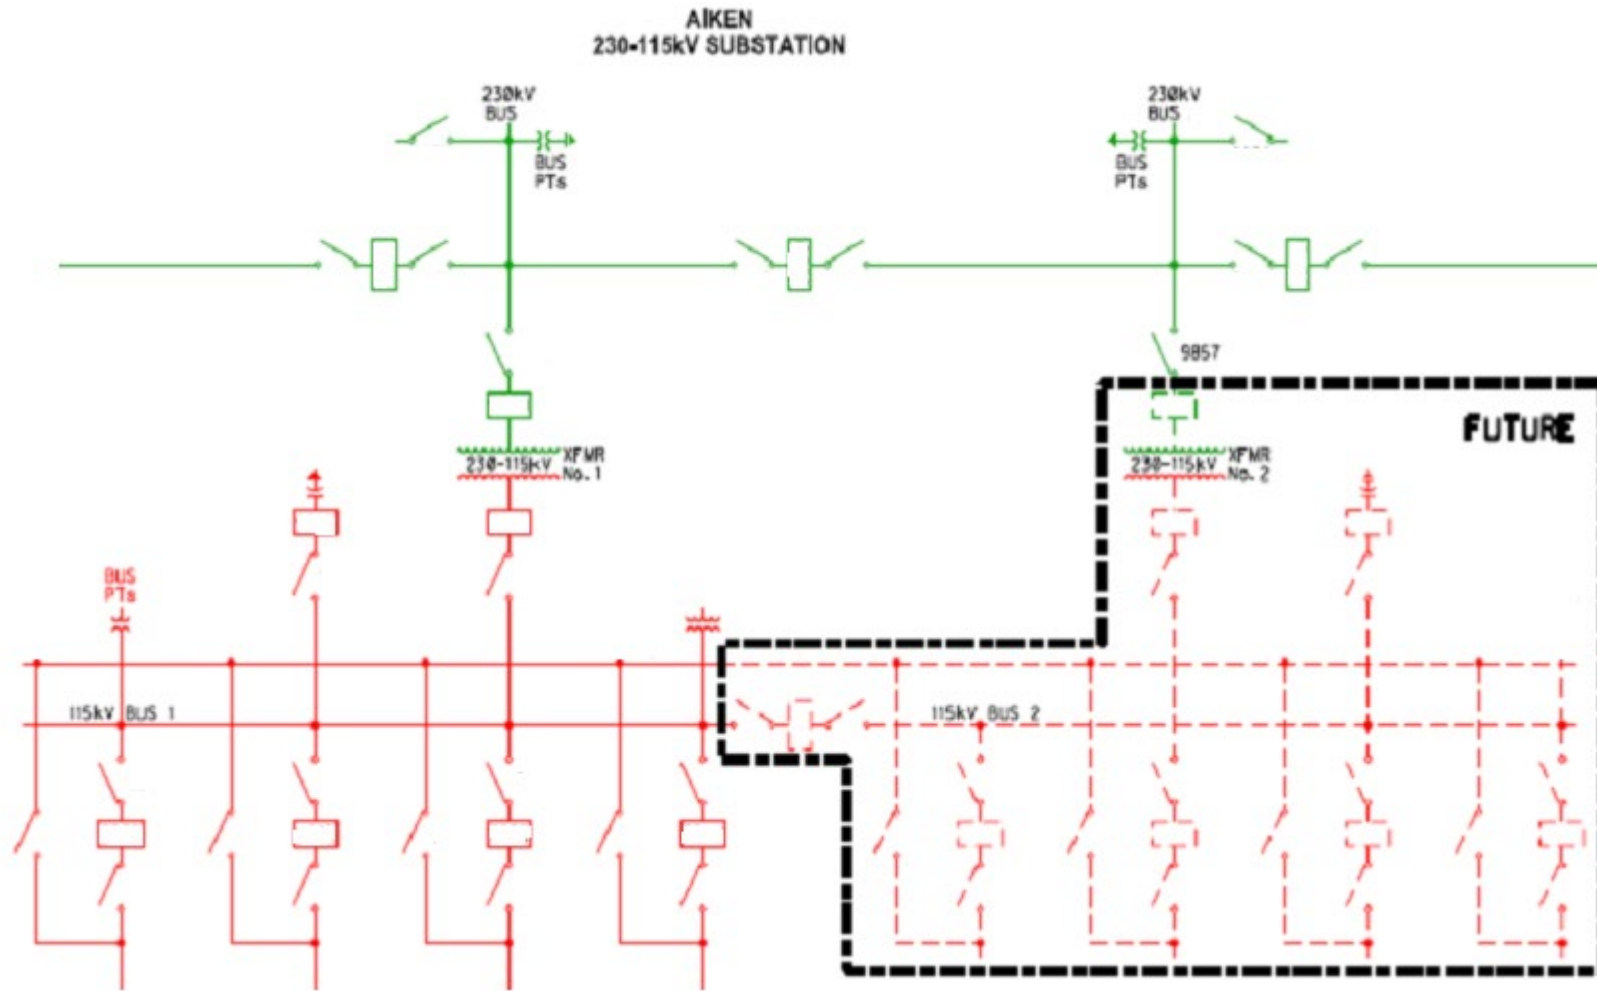 AIKEN
230-115kV SUBSTATION
230kV
BUS
230kV
BUS
BUS
PTs
BUS
PTs
9857
FUTURE
230-115kV
XFMR
No. 1
230-115kV
XFMR
No. 2
BUS
PTs
115kV BUS 1
115kV BUS 2